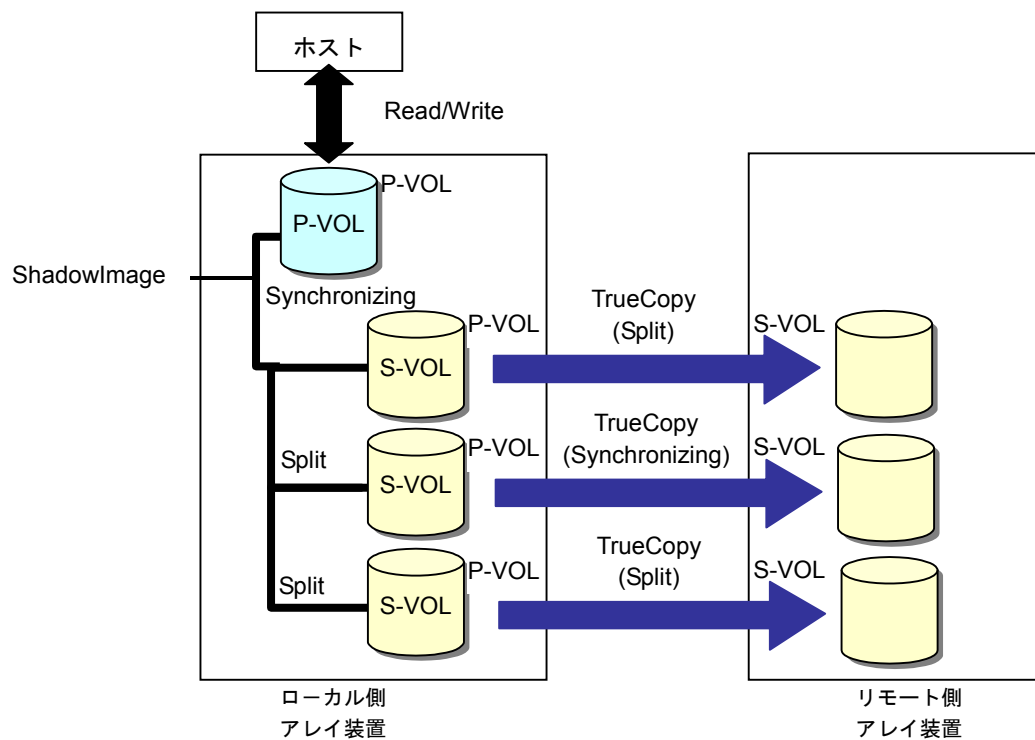 ホスト
Read/Write
P-VOL
P-VOL
ShadowImage
Synchronizing
P-VOL
S-VOL
TrueCopy
(Split)
S-VOL
Split
P-VOL
S-VOL
TrueCopy
(Synchronizing)
S-VOL
Split
P-VOL
S-VOL
TrueCopy
(Split)
S-VOL
ローカル側
アレイ装置
リモート側
アレイ装置